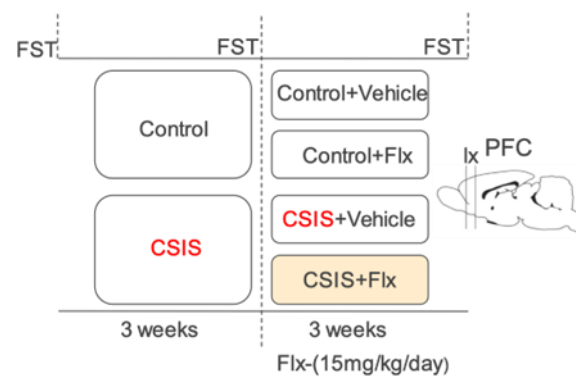 FST
FST
FST
Control
Control+Vehicle
Control+Flx
Ix PFC
CSIS
CSIS+Vehicle
CSIS+Flx
3 weeks
3 weeks
Flx-(15mg/kg/day)